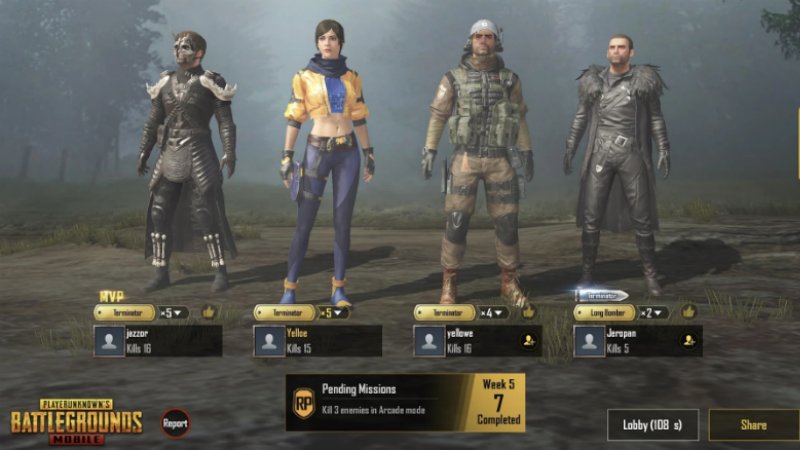 MVP
Terminator ×5
Terminator ×5
Terminator ×4
Terminator
Long Bomber ×2
jezzor
Kills 16
Yelloe
Kills 15
yellowe
Kills 16
Jeropan
Kills 5
RP
Pending Missions
Kill 3 enemies in Arcade mode
Week 5
7
Completed
PLAYERUNKNOWN'S
BATTLEGROUNDS
MOBILE
Report
Lobby (108 s)
Share